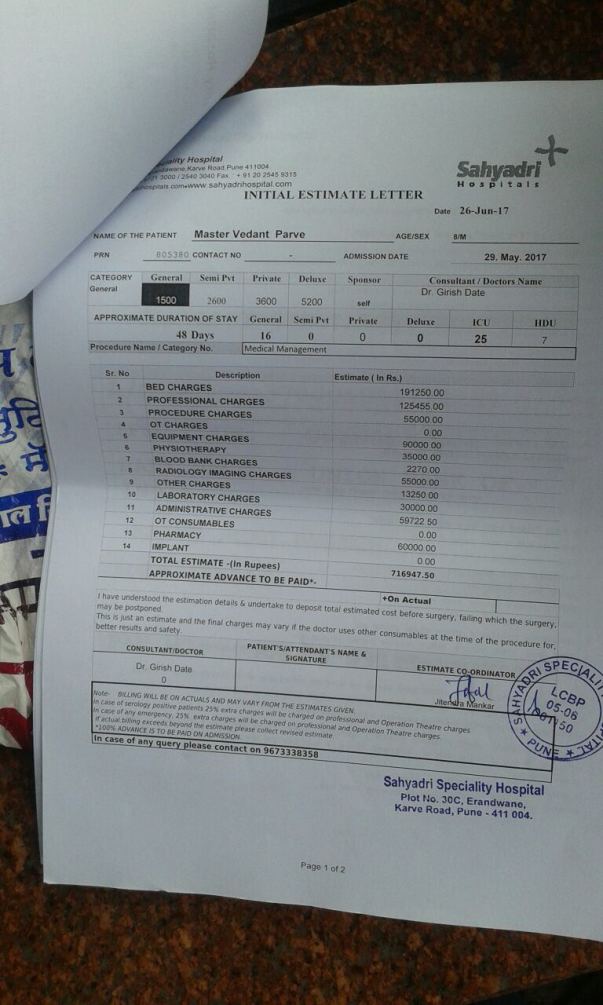 eciality Hospital
ndawane,Karve Road,Pune 411004
21 3000 / 2540 3040 Fax : + 91 20 2545 9315
hospitals.com•www.sahyadrihospital.com
Sahyadri
Hospitals
INITIAL ESTIMATE LETTER
Date 26-Jun-17
NAME OF THE PATIENT Master Vedant Parve AGE/SEX 8/M
PRN 805380 CONTACT NO - ADMISSION DATE 29. May. 2017
CATEGORY General Semi Pvt Private Deluxe Sponsor Consultant / Doctors Name
General 1500 2600 3600 5200 self Dr. Girish Date
APPROXIMATE DURATION OF STAY General Semi Pvt Private Deluxe ICU HDU
48 Days 16 0 0 0 25 7
Procedure Name / Category No. Medical Management
Sr. No Description Estimate ( In Rs.)
1 BED CHARGES 191250.00
2 PROFESSIONAL CHARGES 125455.00
3 PROCEDURE CHARGES 55000.00
4 OT CHARGES 0.00
5 EQUIPMENT CHARGES 90000.00
6 PHYSIOTHERAPY 35000.00
7 BLOOD BANK CHARGES 2270.00
8 RADIOLOGY IMAGING CHARGES 55000.00
9 OTHER CHARGES 13250.00
10 LABORATORY CHARGES 30000.00
11 ADMINISTRATIVE CHARGES 59722.50
12 OT CONSUMABLES 0.00
13 PHARMACY 60000.00
14 IMPLANT 0.00
TOTAL ESTIMATE -(In Rupees) 716947.50
APPROXIMATE ADVANCE TO BE PAID*-
+On Actual
I have understood the estimation details & undertake to deposit total estimated cost before surgery, failing which the surgery,
may be postponed.
This is just an estimate and the final charges may vary if the doctor uses other consumables at the time of the procedure for,
better results and safety.
CONSULTANT/DOCTOR PATIENT'S/ATTENDANT'S NAME & SIGNATURE ESTIMATE CO-ORDINATOR
Dr. Girish Date
0
Jitendra Mankar
SAHYADRI SPECIALITY
PUNE
LCBP
05-06
Note- BILLING WILL BE ON ACTUALS AND MAY VARY FROM THE ESTIMATES GIVEN.
In case of serology positive patients 25% extra charges will be charged on professional and Operation Theatre charges
In case of any emergency, 25% extra charges will be charged on professional and Operation Theatre charges.
If actual billing exceeds beyond the estimate please collect revised estimate.
*100% ADVANCE IS TO BE PAID ON ADMISSION.
In case of any query please contact on 9673338358
Sahyadri Speciality Hospital
Plot No. 30C, Erandwane,
Karve Road, Pune - 411 004.
Page 1 of 2